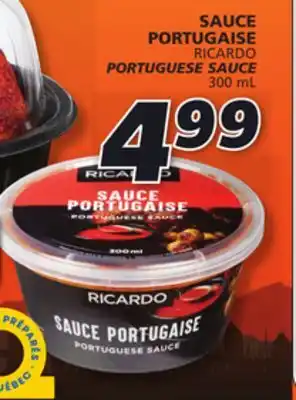 SAUCE
PORTUGAISE
RICARDO
PORTUGUESE SAUCE
300 mL
4.99
RICARDO
SAUCE
PORTUGAISE
PORTUGUESE SAUCE
300 ml
RICARDO
SAUCE PORTUGAISE
PORTUGUESE SAUCE
PRÉPARÉS
QUÉBEC